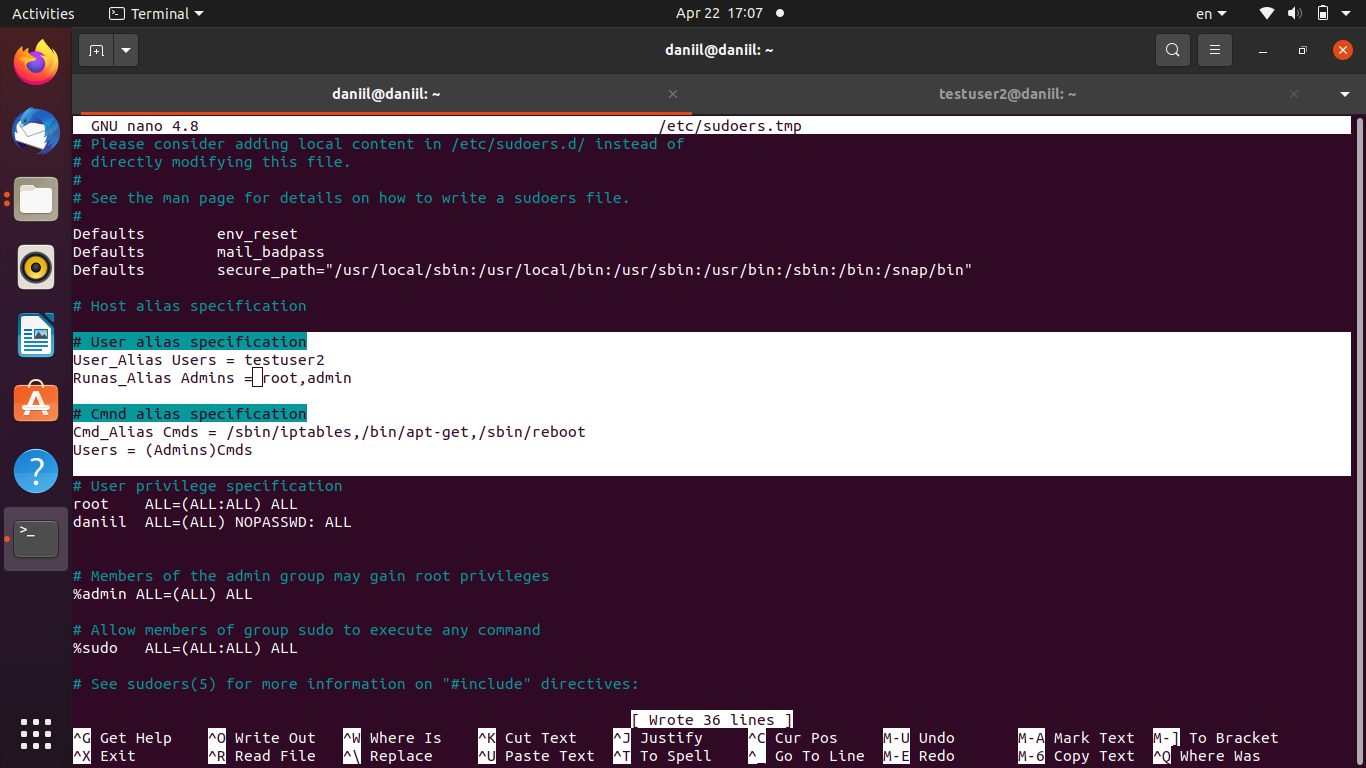 Activities Terminal Apr 22 17:07 en
daniil@daniil: ~
daniil@daniil: ~ testuser2@daniil: ~
GNU nano 4.8 /etc/sudoers.tmp
# Please consider adding local content in /etc/sudoers.d/ instead of
# directly modifying this file.
#
# See the man page for details on how to write a sudoers file.
#
Defaults env_reset
Defaults mail_badpass
Defaults secure_path="/usr/local/sbin:/usr/local/bin:/usr/sbin:/usr/bin:/sbin:/bin:/snap/bin"
# Host alias specification
# User alias specification
User_Alias Users = testuser2
Runas_Alias Admins = root,admin
# Cmnd alias specification
Cmd_Alias Cmds = /sbin/iptables,/bin/apt-get,/sbin/reboot
Users = (Admins)Cmds
# User privilege specification
root ALL=(ALL:ALL) ALL
daniil ALL=(ALL) NOPASSWD: ALL
# Members of the admin group may gain root privileges
%admin ALL=(ALL) ALL
# Allow members of group sudo to execute any command
%sudo ALL=(ALL:ALL) ALL
# See sudoers(5) for more information on "#include" directives:
[ Wrote 36 lines ]
^G Get Help ^O Write Out ^W Where Is ^K Cut Text ^J Justify ^C Cur Pos M-U Undo M-A Mark Text M-] To Bracket
^X Exit ^R Read File ^\ Replace ^U Paste Text ^T To Spell ^_ Go To Line M-E Redo M-6 Copy Text ^Q Where Was